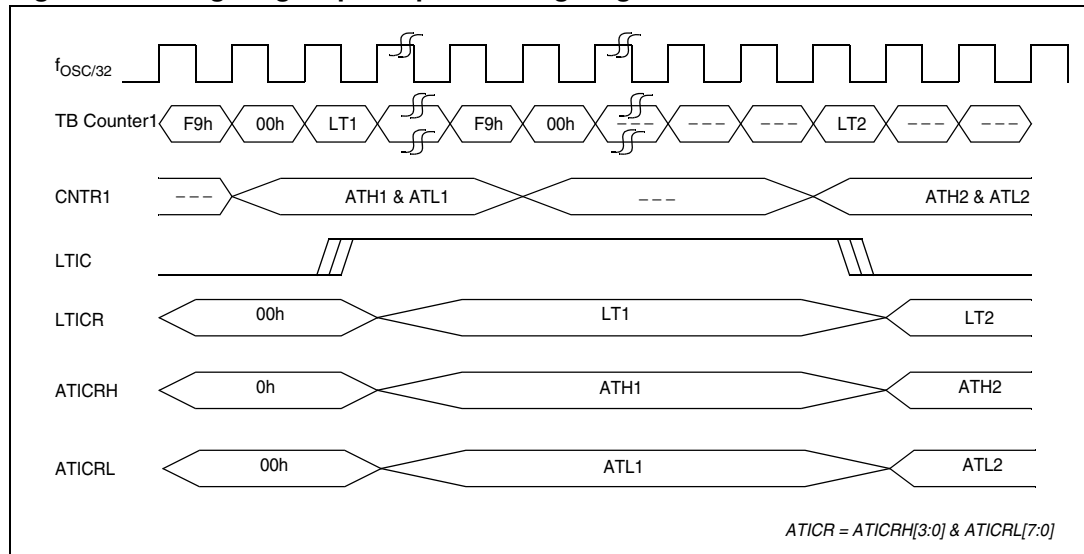 f_OSC/32
TB Counter1 F9h 00h LT1 F9h 00h --- --- --- LT2 --- ---
CNTR1 --- ATH1 & ATL1 --- ATH2 & ATL2
LTIC
LTICR 00h LT1 LT2
ATICRH 0h ATH1 ATH2
ATICRL 00h ATL1 ATL2
ATICR = ATICRH[3:0] & ATICRL[7:0]